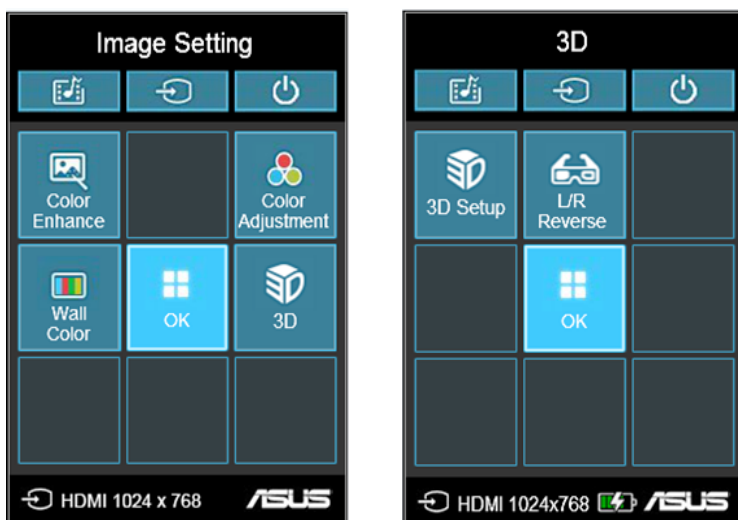 Image Setting
Color
Enhance
Color
Adjustment
Wall
Color
OK
3D
HDMI 1024 x 768
ASUS
3D
3D Setup
L/R
Reverse
OK
HDMI 1024x768
ASUS